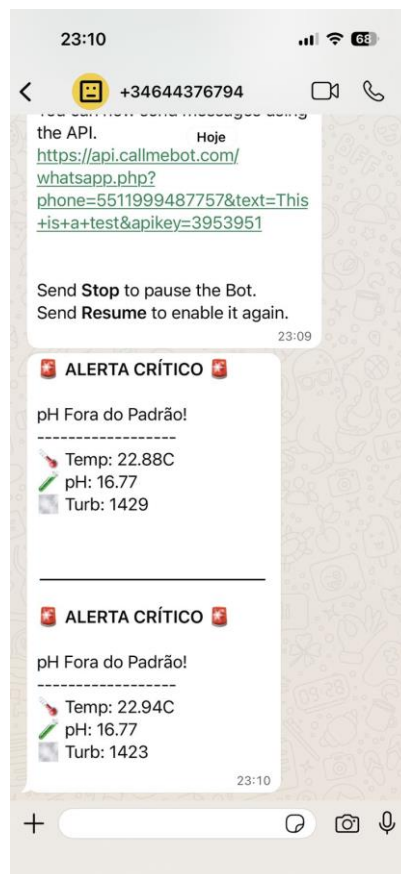 23:10
68
+34644376794
You can now send messages using
the API.
Hoje
https://api.callmebot.com/
whatsapp.php?
phone=5511999487757&text=This
+is+a+test&apikey=3953951
Send Stop to pause the Bot.
Send Resume to enable it again.
23:09
🚨 ALERTA CRÍTICO 🚨
pH Fora do Padrão!
------------------
🌡️ Temp: 22.88C
🧪 pH: 16.77
🌫️ Turb: 1429
🚨 ALERTA CRÍTICO 🚨
pH Fora do Padrão!
------------------
🌡️ Temp: 22.94C
🧪 pH: 16.77
🌫️ Turb: 1423
23:10